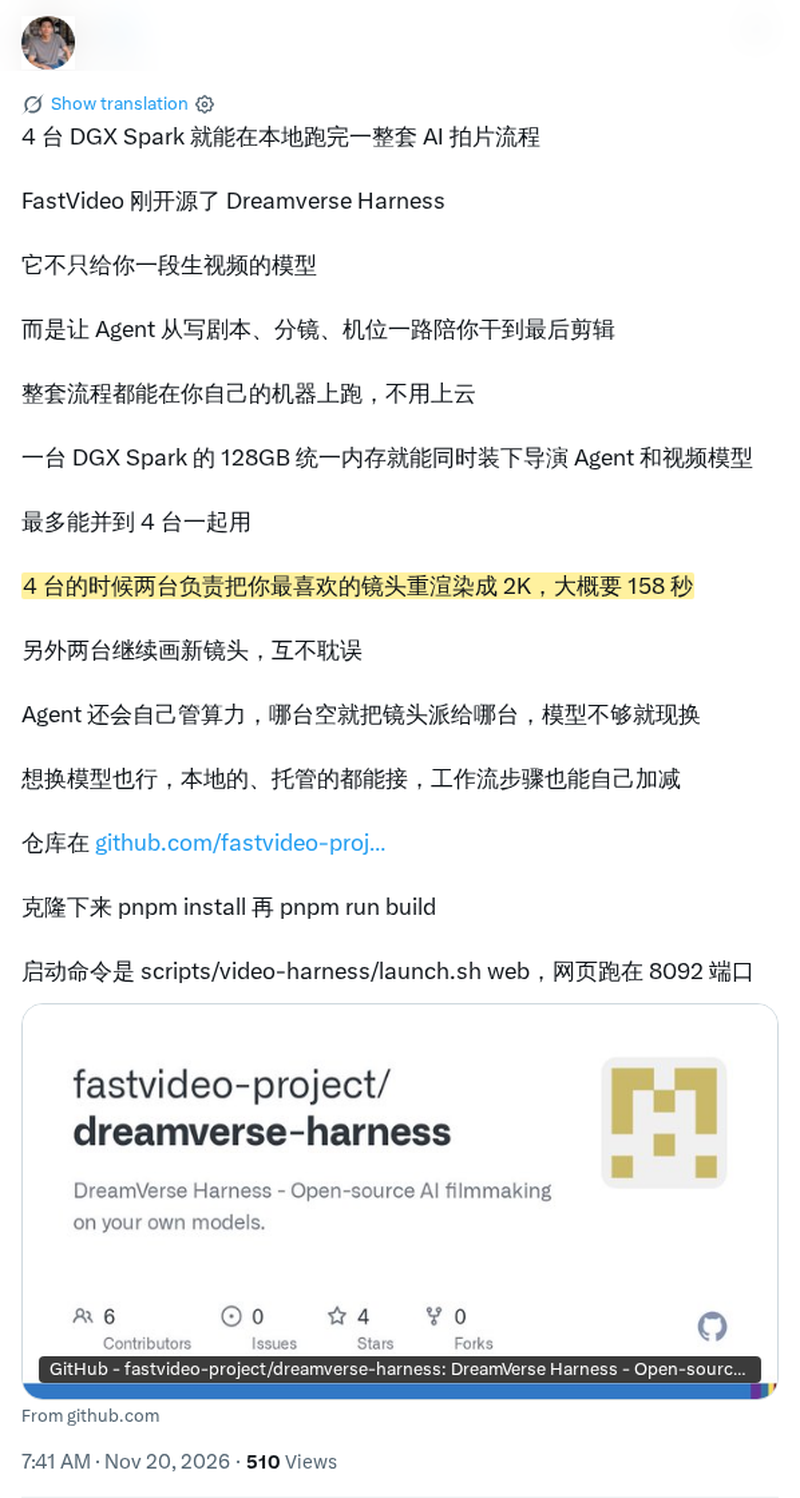 Show translation
4 台 DGX Spark 就能在本地跑完一整套 AI 拍片流程
FastVideo 刚开源了 Dreamverse Harness
它不只给你一段生视频的模型
而是让 Agent 从写剧本、分镜、机位一路陪你干到最后剪辑
整套流程都能在你自己的机器上跑，不用上云
一台 DGX Spark 的 128GB 统一内存就能同时装下导演 Agent 和视频模型
最多能并到 4 台一起用
4 台的时候两台负责把你最喜欢的镜头重渲染成 2K，大概要 158 秒
另外两台继续画新镜头，互不耽误
Agent 还会自己管算力，哪台空就把镜头派给哪台，模型不够就现换
想换模型也行，本地的、托管的都能接，工作流步骤也能自己加减
仓库在 github.com/fastvideo-proj...
克隆下来 pnpm install 再 pnpm run build
启动命令是 scripts/video-harness/launch.sh web，网页跑在 8092 端口
fastvideo-project/
dreamverse-harness
DreamVerse Harness - Open-source AI filmmaking
on your own models.
6 0 4 0
Contributors Issues Stars Forks
GitHub - fastvideo-project/dreamverse-harness: DreamVerse Harness - Open-sourc...
From github.com
7:41 AM · Nov 20, 2026 · 510 Views